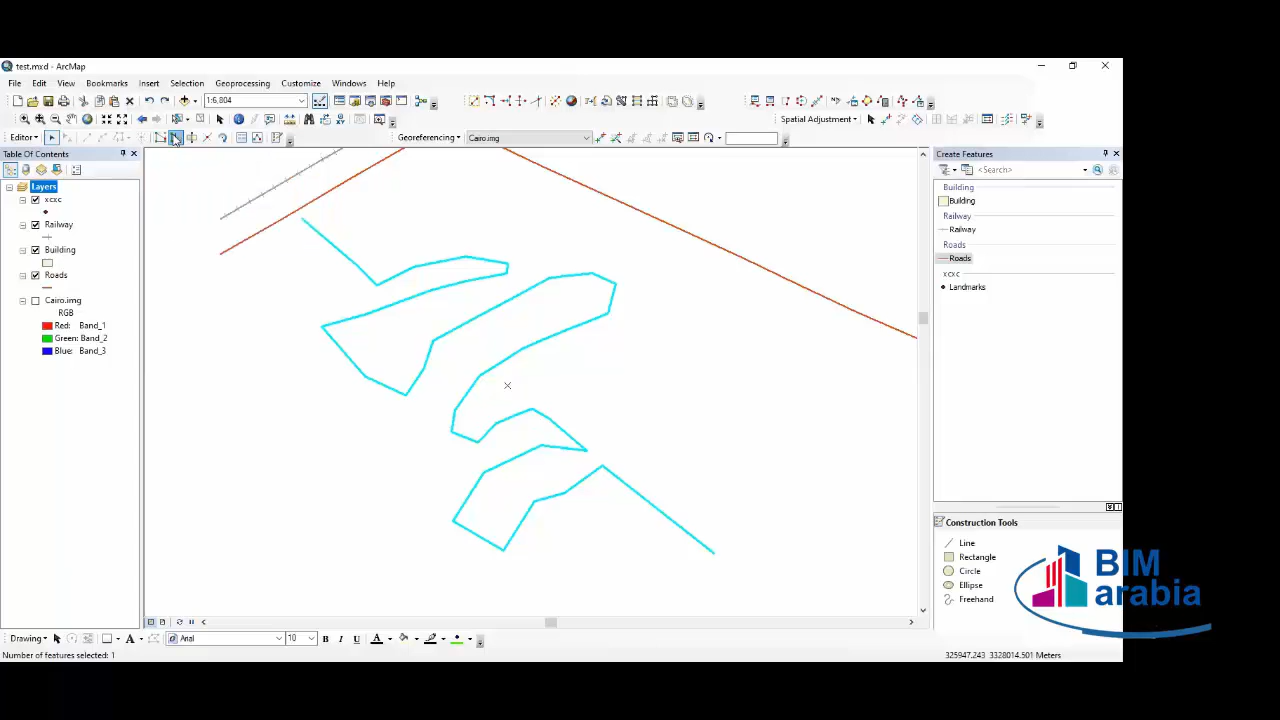 test.mxd - ArcMap
File Edit View Bookmarks Insert Selection Geoprocessing Customize Windows Help
1:6,804
Spatial Adjustment
Editor Georeferencing Cairo.img
Table Of Contents
Layers
xcxc
Railway
Building
Roads
Cairo.img
RGB
Red: Band_1
Green: Band_2
Blue: Band_3
Create Features
<Search>
Building
Building
Railway
Railway
Roads
Roads
xcxc
Landmarks
Construction Tools
Line
Rectangle
Circle
Ellipse
Freehand
BIM
arabia
Drawing A Arial 10 B I U A
Number of features selected: 1
325947.243 3328014.501 Meters